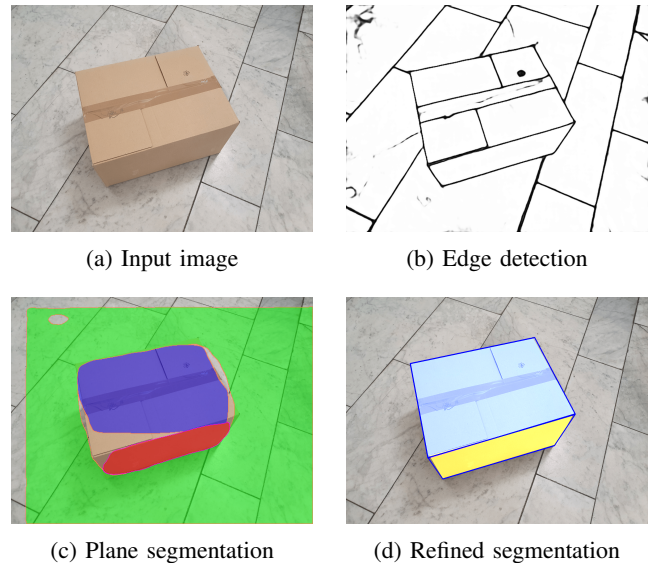 (a) Input image
(b) Edge detection
(c) Plane segmentation
(d) Refined segmentation